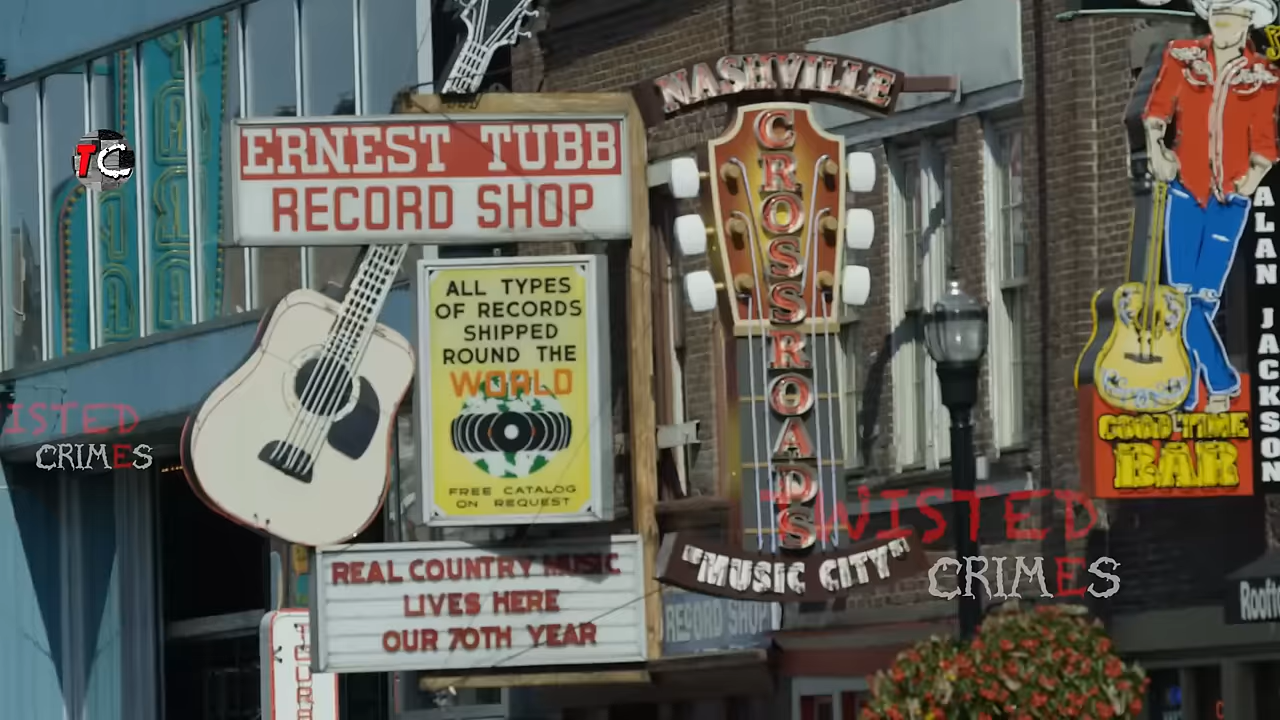 TC
ERNEST TUBB
RECORD SHOP
ALL TYPES
OF RECORDS
SHIPPED
ROUND THE
WORLD
FREE CATALOG
ON REQUEST
REAL COUNTRY MUSIC
LIVES HERE
OUR 70TH YEAR
NASHVILLE
CROSSROADS
"MUSIC CITY"
RECORD SHOP
ALAN JACKSON
GOOD TIME
BAR
TWISTED
CRIMES
CRIMES